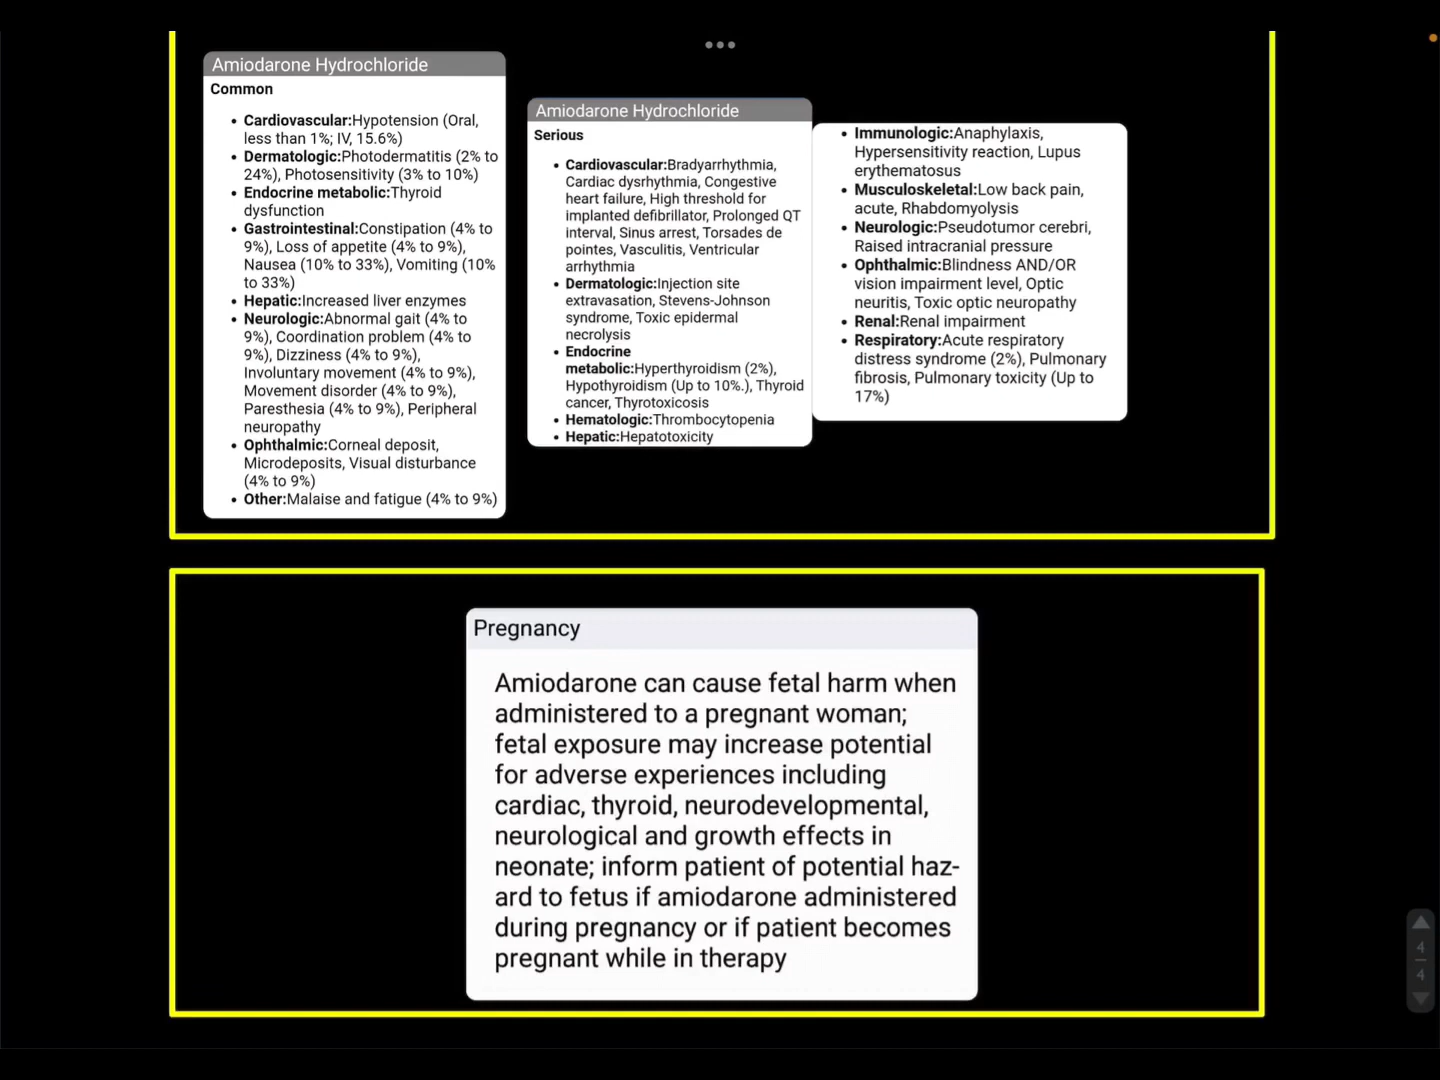 Amiodarone Hydrochloride
Common
• Cardiovascular:Hypotension (Oral,
less than 1%; IV, 15.6%)
• Dermatologic:Photodermatitis (2% to
24%), Photosensitivity (3% to 10%)
• Endocrine metabolic:Thyroid
dysfunction
• Gastrointestinal:Constipation (4% to
9%), Loss of appetite (4% to 9%),
Nausea (10% to 33%), Vomiting (10%
to 33%)
• Hepatic:Increased liver enzymes
• Neurologic:Abnormal gait (4% to
9%), Coordination problem (4% to
9%), Dizziness (4% to 9%),
Involuntary movement (4% to 9%),
Movement disorder (4% to 9%),
Paresthesia (4% to 9%), Peripheral
neuropathy
• Ophthalmic:Corneal deposit,
Microdeposits, Visual disturbance
(4% to 9%)
• Other:Malaise and fatigue (4% to 9%)
Amiodarone Hydrochloride
Serious
• Cardiovascular:Bradyarrhythmia,
Cardiac dysrhythmia, Congestive
heart failure, High threshold for
implanted defibrillator, Prolonged QT
interval, Sinus arrest, Torsades de
pointes, Vasculitis, Ventricular
arrhythmia
• Dermatologic:Injection site
extravasation, Stevens-Johnson
syndrome, Toxic epidermal
necrolysis
• Endocrine
metabolic:Hyperthyroidism (2%),
Hypothyroidism (Up to 10%.), Thyroid
cancer, Thyrotoxicosis
• Hematologic:Thrombocytopenia
• Hepatic:Hepatotoxicity
• Immunologic:Anaphylaxis,
Hypersensitivity reaction, Lupus
erythematosus
• Musculoskeletal:Low back pain,
acute, Rhabdomyolysis
• Neurologic:Pseudotumor cerebri,
Raised intracranial pressure
• Ophthalmic:Blindness AND/OR
vision impairment level, Optic
neuritis, Toxic optic neuropathy
• Renal:Renal impairment
• Respiratory:Acute respiratory
distress syndrome (2%), Pulmonary
fibrosis, Pulmonary toxicity (Up to
17%)
Pregnancy
Amiodarone can cause fetal harm when
administered to a pregnant woman;
fetal exposure may increase potential
for adverse experiences including
cardiac, thyroid, neurodevelopmental,
neurological and growth effects in
neonate; inform patient of potential haz-
ard to fetus if amiodarone administered
during pregnancy or if patient becomes
pregnant while in therapy
4
4